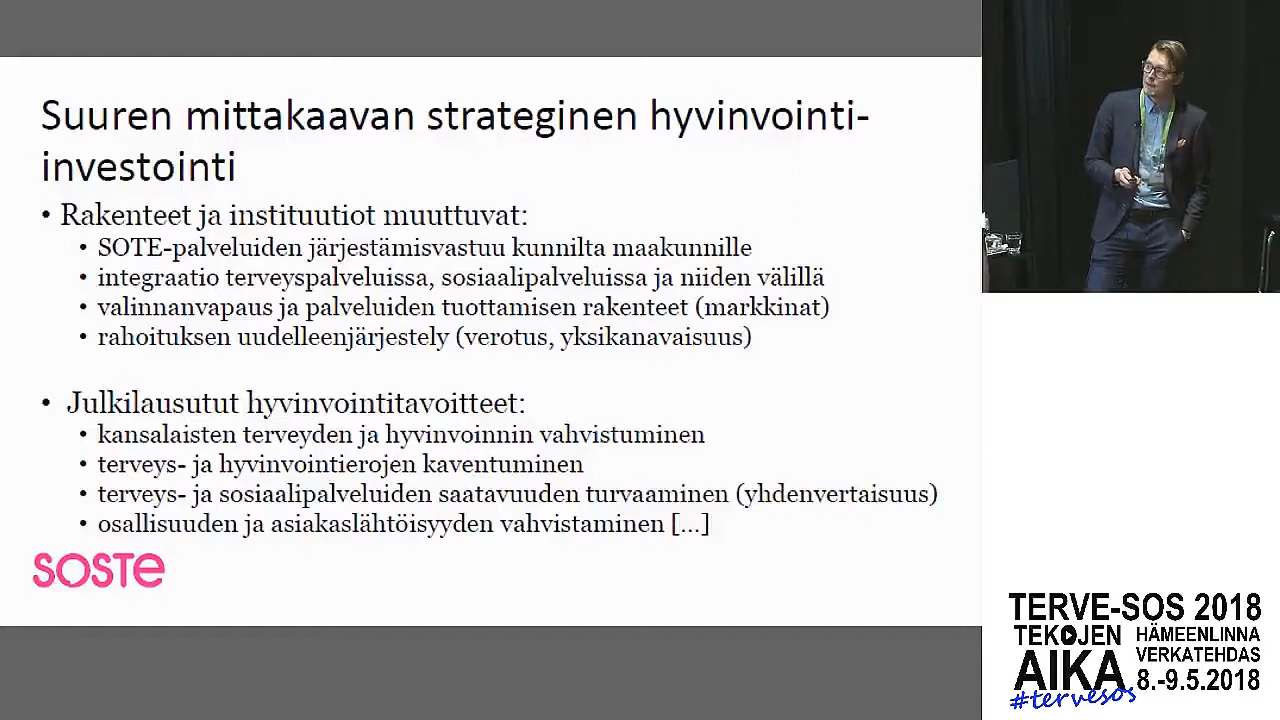 Suuren mittakaavan strateginen hyvinvointi-
investointi
• Rakenteet ja instituutiot muuttuvat:
• SOTE-palveluiden järjestämisvastuu kunnilta maakunnille
• integraatio terveyspalveluissa, sosiaalipalveluissa ja niiden välillä
• valinnanvapaus ja palveluiden tuottamisen rakenteet (markkinat)
• rahoituksen uudelleenjärjestely (verotus, yksikanavaisuus)
• Julkilausutut hyvinvointitavoitteet:
• kansalaisten terveyden ja hyvinvoinnin vahvistuminen
• terveys- ja hyvinvointierojen kaventuminen
• terveys- ja sosiaalipalveluiden saatavuuden turvaaminen (yhdenvertaisuus)
• osallisuuden ja asiakaslähtöisyyden vahvistaminen [...]
SOSTE
TERVE-SOS 2018
TEKOJEN
AIKA
HÄMEENLINNA
VERKATEHDAS
8.-9.5.2018
#tervesos